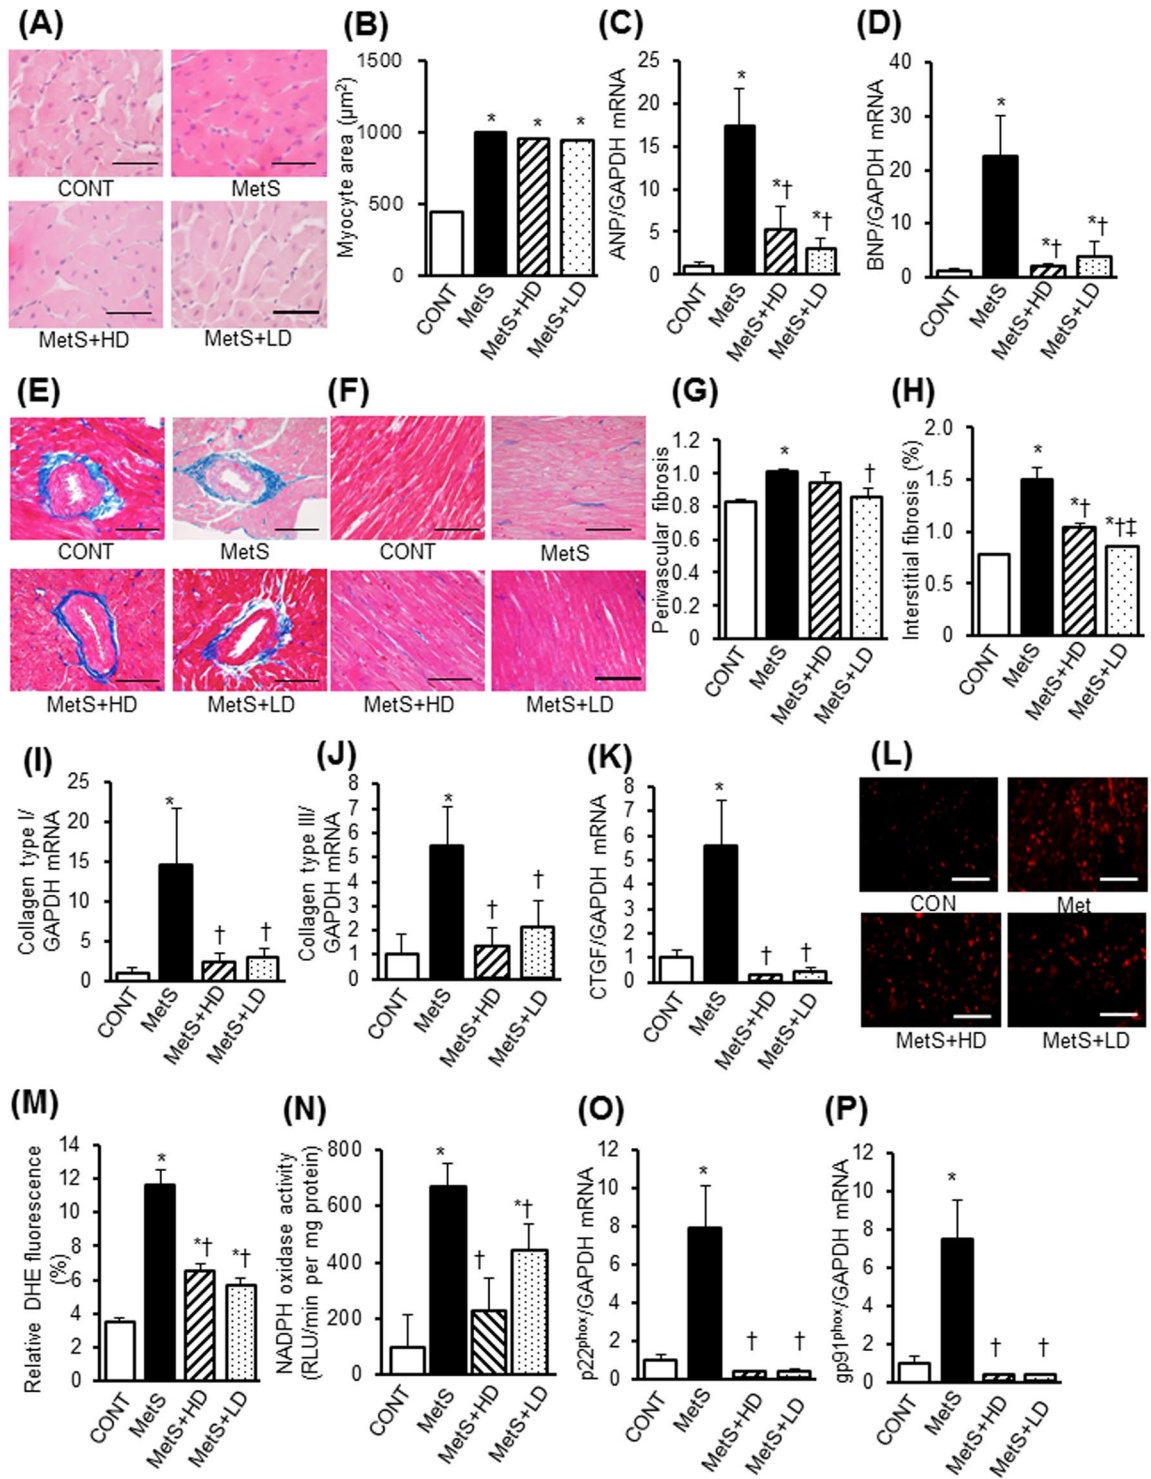 (A)
CONT
MetS
MetS+HD
MetS+LD
(B)
Myocyte area (μm²)
1500
1000
500
0
CONT
MetS
MetS+HD
MetS+LD
*
*
*
(C)
ANP/GAPDH mRNA
25
20
15
10
5
0
CONT
MetS
MetS+HD
MetS+LD
*
*†
*†
(D)
BNP/GAPDH mRNA
40
30
20
10
0
CONT
MetS
MetS+HD
MetS+LD
*
*†
*†
(E)
CONT
MetS
MetS+HD
MetS+LD
(F)
CONT
MetS
MetS+HD
MetS+LD
(G)
Perivascular fibrosis
1.2
1.0
0.8
0.6
0.4
0.2
0
CONT
MetS
MetS+HD
MetS+LD
*
†
(H)
Interstitial fibrosis (%)
2.0
1.5
1.0
0.5
0
CONT
MetS
MetS+HD
MetS+LD
*
*†
*†‡
(I)
Collagen type I/
GAPDH mRNA
25
20
15
10
5
0
CONT
MetS
MetS+HD
MetS+LD
*
†
†
(J)
Collagen type III/
GAPDH mRNA
8
7
6
5
4
3
2
1
0
CONT
MetS
MetS+HD
MetS+LD
*
†
†
(K)
CTGF/GAPDH mRNA
8
7
6
5
4
3
2
1
0
CONT
MetS
MetS+HD
MetS+LD
*
†
†
(L)
CON
Met
MetS+HD
MetS+LD
(M)
Relative DHE fluorescence
(%)
14
12
10
8
6
4
2
0
CONT
MetS
MetS+HD
MetS+LD
*
*†
*†
(N)
NADPH oxidase activity
(RLU/min per mg protein)
800
600
400
200
0
CONT
MetS
MetS+HD
MetS+LD
*
†
*†
(O)
p22phox/GAPDH mRNA
12
10
8
6
4
2
0
CONT
MetS
MetS+HD
MetS+LD
*
†
†
(P)
gp91phox/GAPDH mRNA
12
10
8
6
4
2
0
CONT
MetS
MetS+HD
MetS+LD
*
†
†